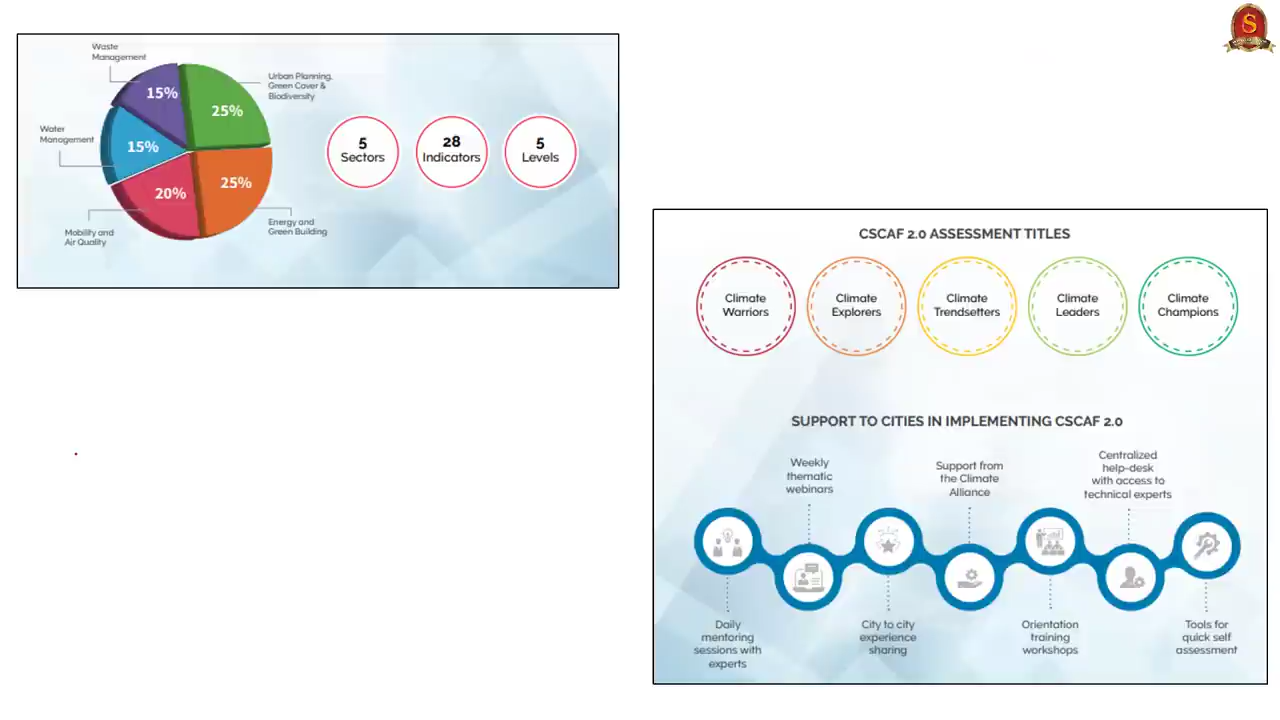 Waste
Management
15%
Urban Planning,
Green Cover &
Biodiversity
25%
Water
Management
15%
25%
20%
Mobility and
Air Quality
Energy and
Green Building
5
Sectors
28
Indicators
5
Levels
S
CSCAF 2.0 ASSESSMENT TITLES
Climate
Warriors
Climate
Explorers
Climate
Trendsetters
Climate
Leaders
Climate
Champions
SUPPORT TO CITIES IN IMPLEMENTING CSCAF 2.0
Weekly
thematic
webinars
Support from
the Climate
Alliance
Centralized
help-desk
with access to
technical experts
Daily
mentoring
sessions with
experts
City to city
experience
sharing
Orientation
training
workshops
Tools for
quick self
assessment